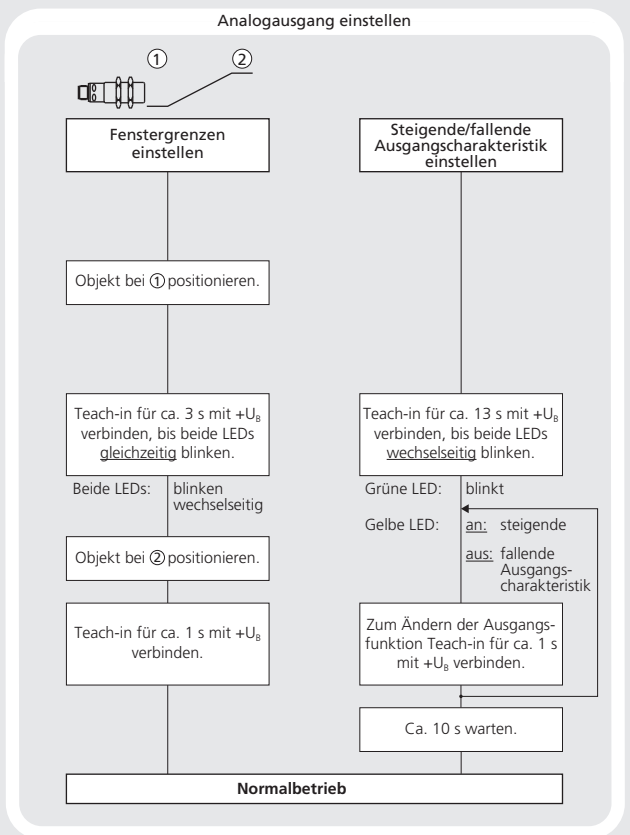 Analogausgang einstellen
① ②
Fenstergrenzen
einstellen
Objekt bei ① positionieren.
Teach-in für ca. 3 s mit +U_B
verbinden, bis beide LEDs
gleichzeitig blinken.
Beide LEDs: blinken
wechselseitig
Objekt bei ② positionieren.
Teach-in für ca. 1 s mit +U_B
verbinden.
Steigende/fallende
Ausgangscharakteristik
einstellen
Teach-in für ca. 13 s mit +U_B
verbinden, bis beide LEDs
wechselseitig blinken.
Grüne LED: blinkt
Gelbe LED: an: steigende
aus: fallende
Ausgangs-
charakteristik
Zum Ändern der Ausgangs-
funktion Teach-in für ca. 1 s
mit +U_B verbinden.
Ca. 10 s warten.
Normalbetrieb